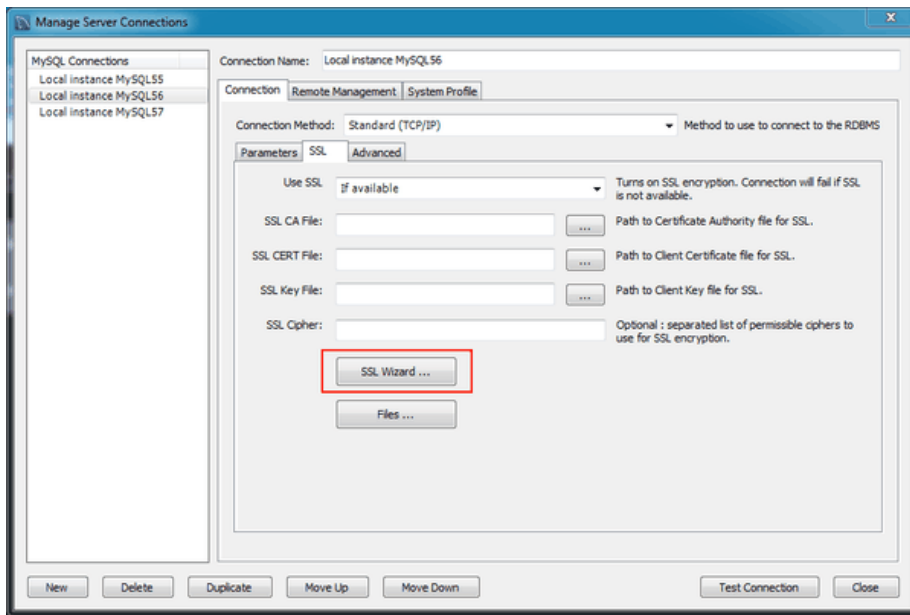 Manage Server Connections
MySQL Connections
Local instance MySQL55
Local instance MySQL56
Local instance MySQL57
Connection Name: Local instance MySQL56
Connection Remote Management System Profile
Connection Method: Standard (TCP/IP) Method to use to connect to the RDBMS
Parameters SSL Advanced
Use SSL If available Turns on SSL encryption. Connection will fail if SSL
is not available.
SSL CA File: ... Path to Certificate Authority file for SSL.
SSL CERT File: ... Path to Client Certificate file for SSL.
SSL Key File: ... Path to Client Key file for SSL.
SSL Cipher: Optional : separated list of permissible ciphers to
use for SSL encryption.
SSL Wizard ...
Files ...
New Delete Duplicate Move Up Move Down Test Connection Close